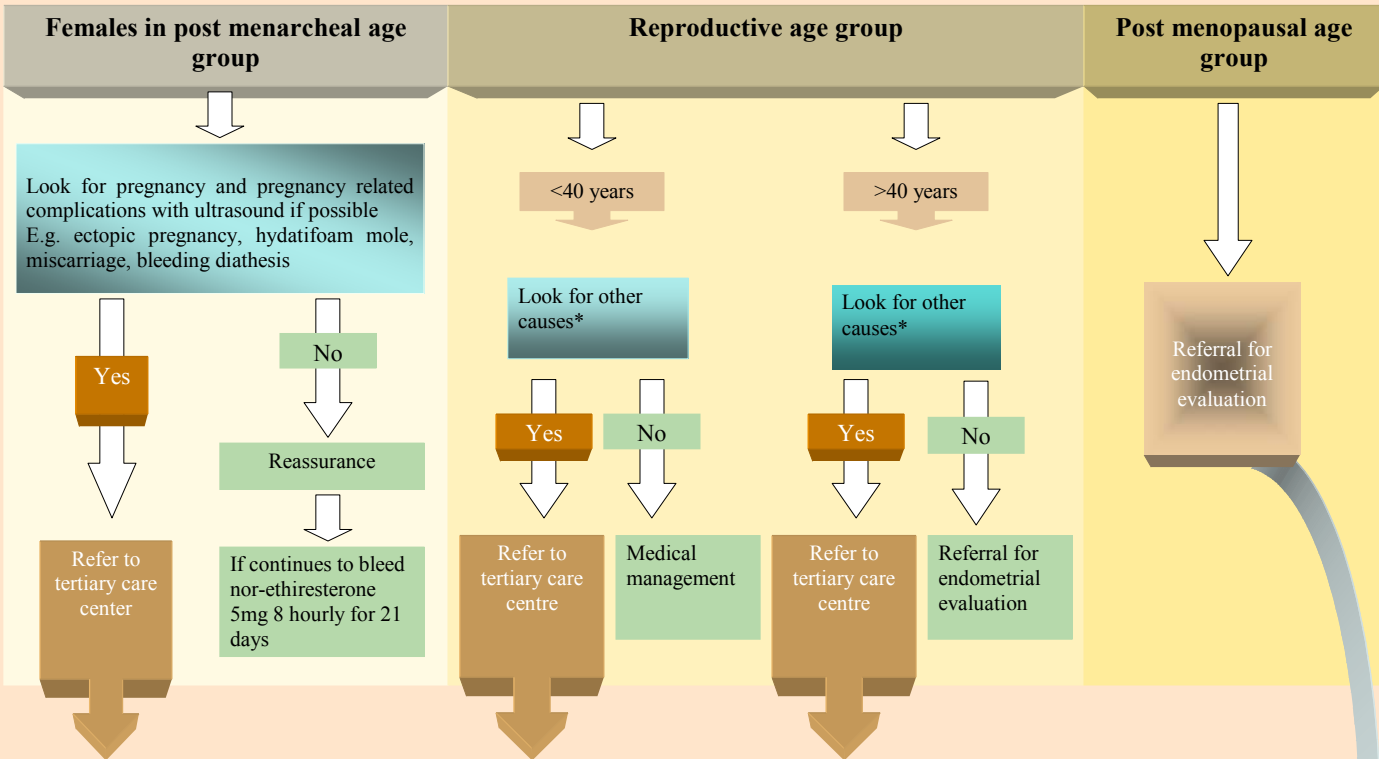 Females in post menarcheal age
group
Look for pregnancy and pregnancy related
complications with ultrasound if possible
E.g. ectopic pregnancy, hydatifoam mole,
miscarriage, bleeding diathesis
Yes
No
Reassurance
Refer to
tertiary care
center
If continues to bleed
nor-ethiresterone
5mg 8 hourly for 21
days
Reproductive age group
<40 years
Look for other
causes*
Yes
No
Refer to
tertiary care
centre
Medical
management
>40 years
Look for other
causes*
Yes
No
Refer to
tertiary care
centre
Referral for
endometrial
evaluation
Post menopausal age
group
Referral for
endometrial
evaluation